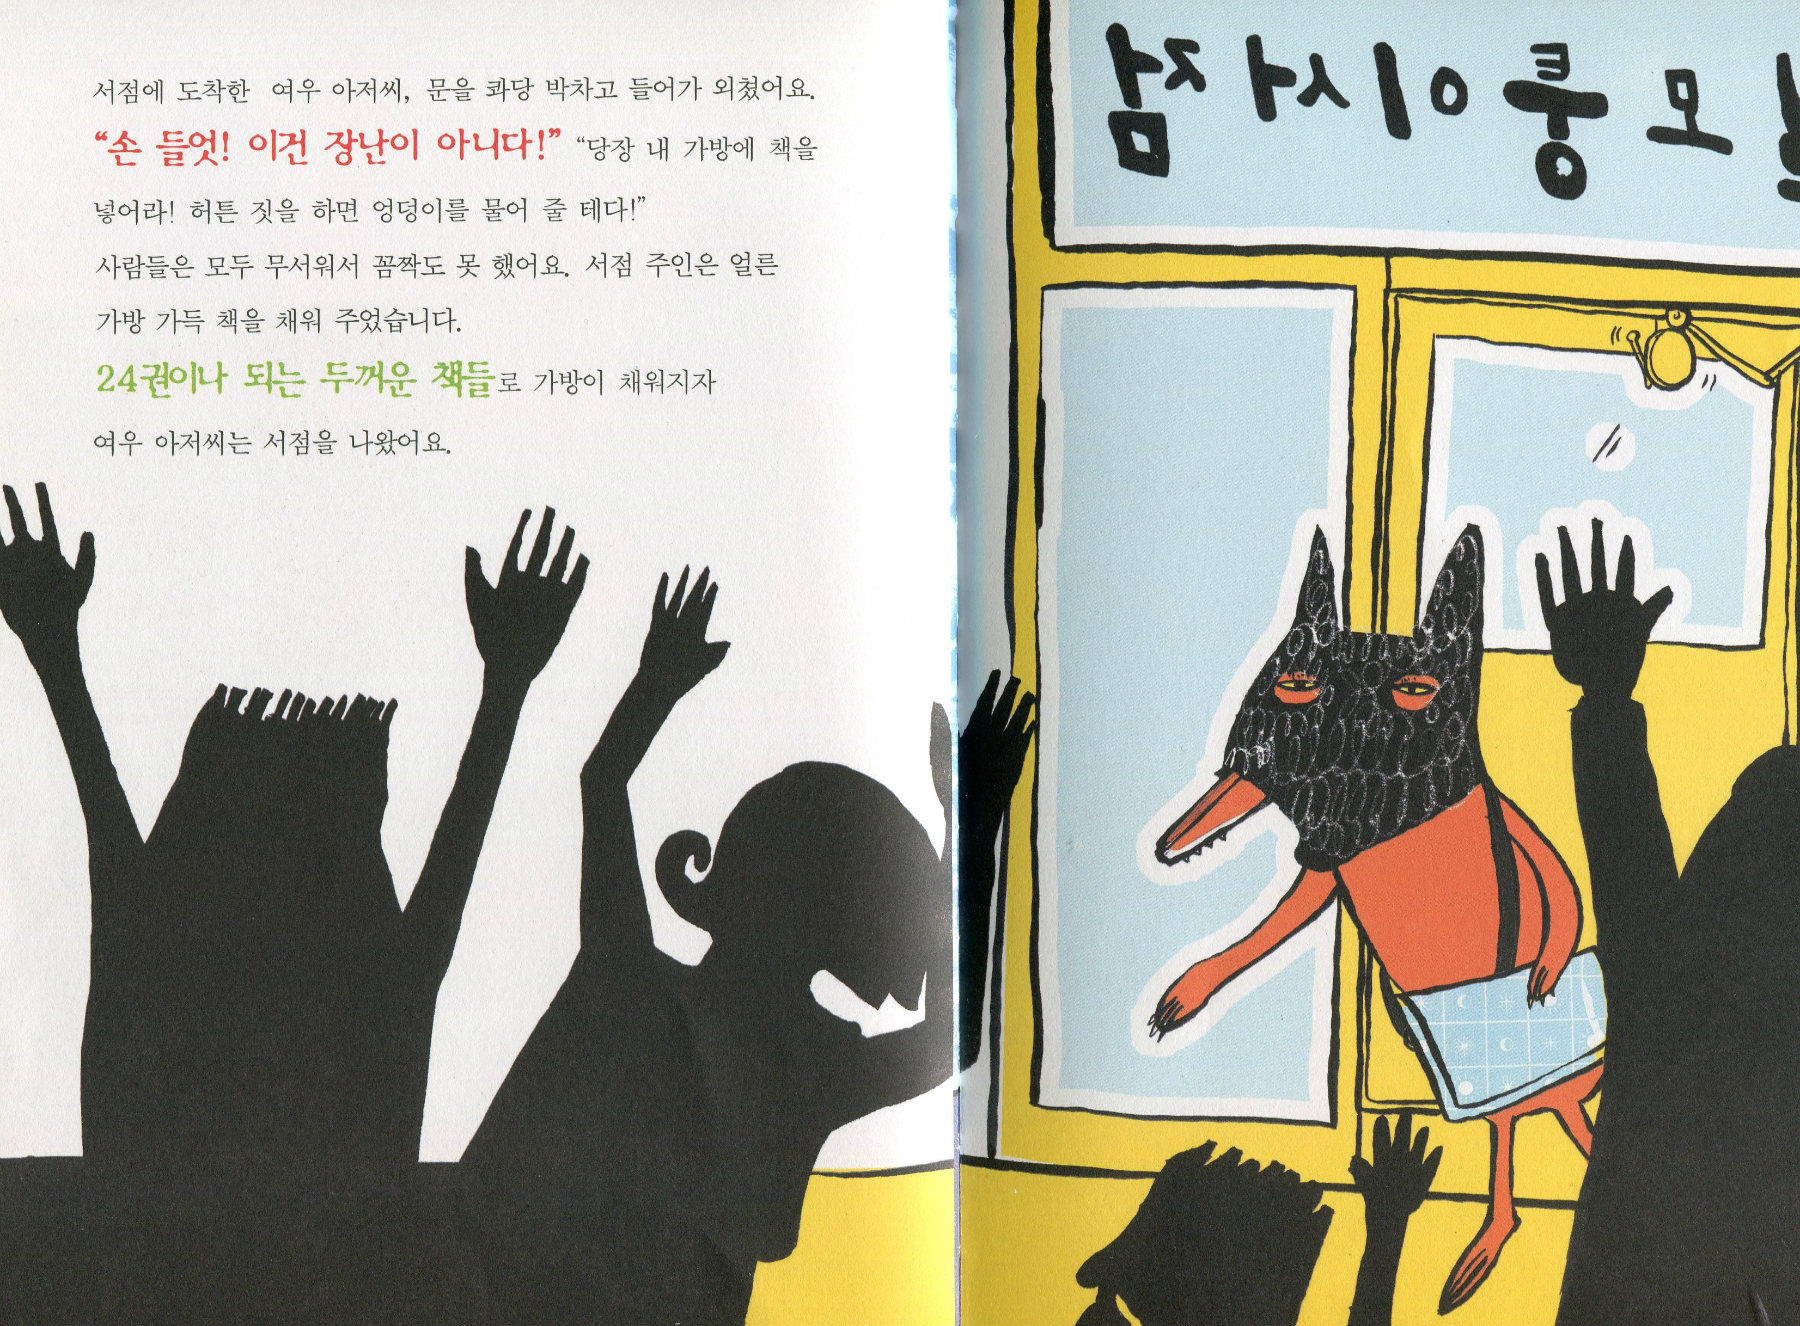 서점에 도착한 여우 아저씨, 문을 콰당 박차고 들어가 외쳤어요.
“손 들엇! 이건 장난이 아니다!” “당장 내 가방에 책을
넣어라! 허튼 짓을 하면 엉덩이를 물어 줄 테다!”
사람들은 모두 무서워서 꼼짝도 못 했어요. 서점 주인은 얼른
가방 가득 책을 채워 주었습니다.
24권이나 되는 두꺼운 책들로 가방이 채워지자
여우 아저씨는 서점을 나왔어요.
모퉁이서점